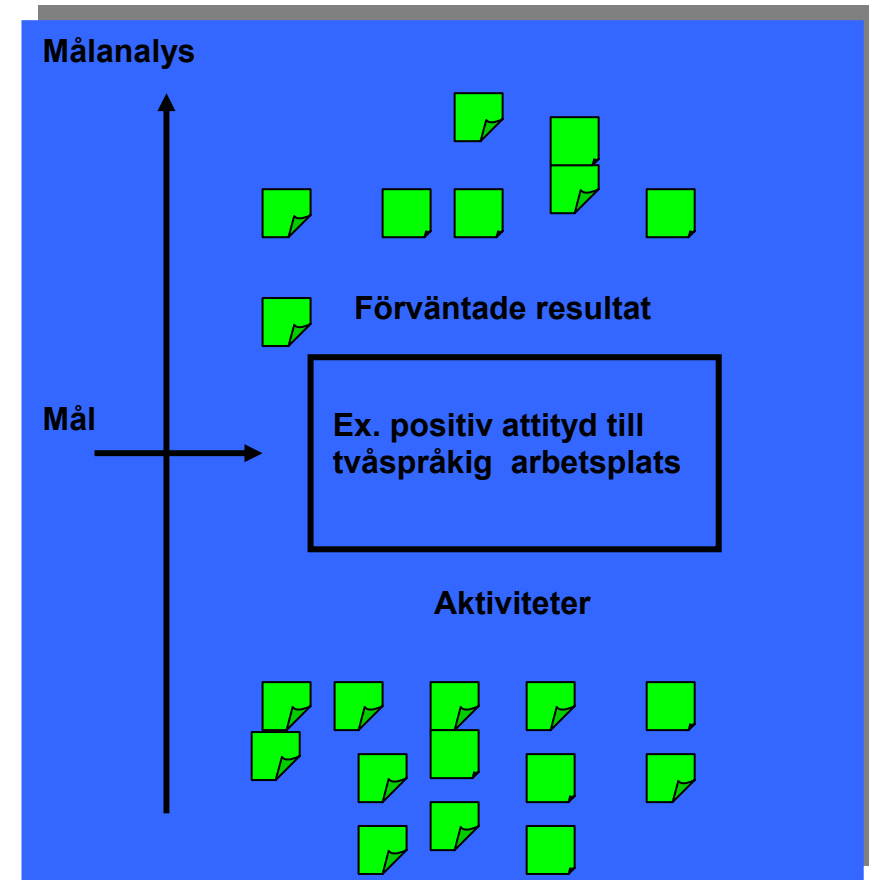 Målanalys
Förväntade resultat
Mål
Ex. positiv attityd till
tvåspråkig arbetsplats
Aktiviteter